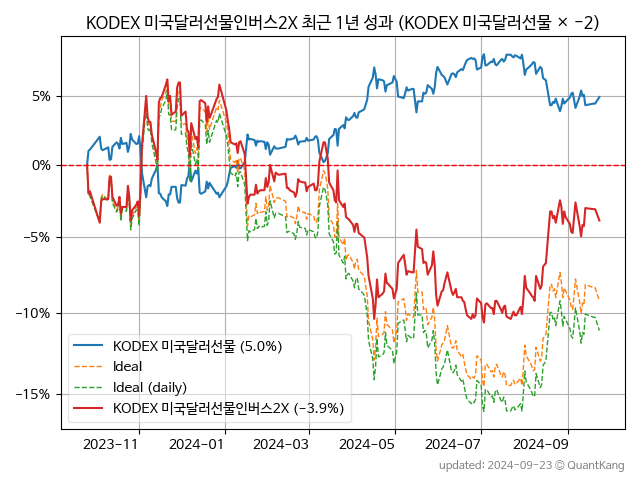 KODEX 미국달러선물인버스2X 최근 1년 성과 (KODEX 미국달러선물 × −2)
5%
0%
−5%
−10%
−15%
KODEX 미국달러선물 (5.0%)
Ideal
Ideal (daily)
KODEX 미국달러선물인버스2X (−3.9%)
2023−11 2024−01 2024−03 2024−05 2024−07 2024−09
updated: 2024−09−23 © QuantKang